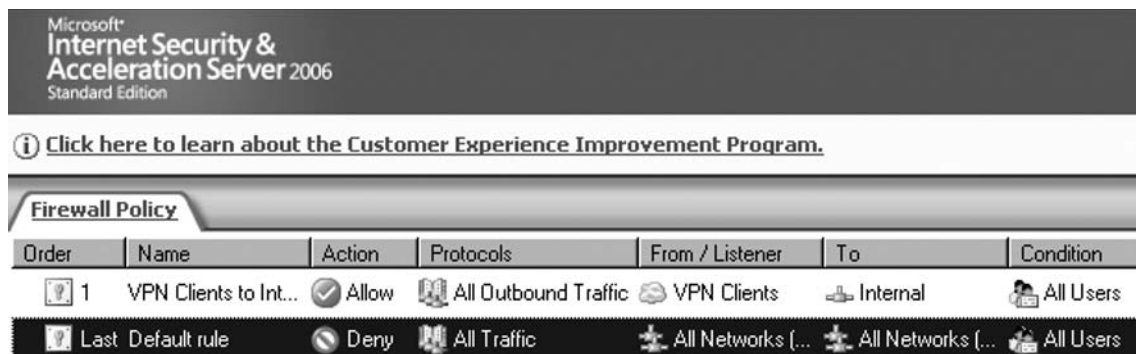 Microsoft®
Internet Security &
Acceleration Server 2006
Standard Edition
Click here to learn about the Customer Experience Improvement Program.
Firewall Policy
Order Name Action Protocols From / Listener To Condition
1 VPN Clients to Int... Allow All Outbound Traffic VPN Clients Internal All Users
Last Default rule Deny All Traffic All Networks (... All Networks (... All Users